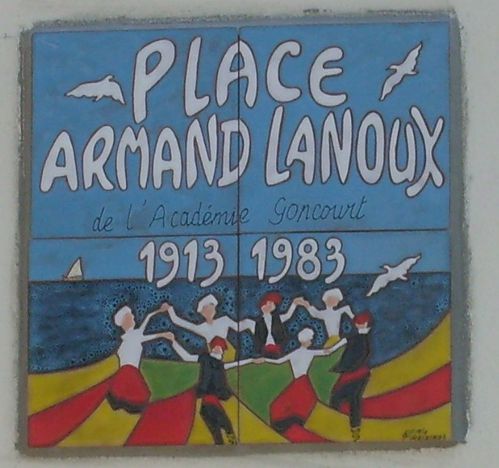 PLACE
ARMAND LANOUX
de l'Académie Goncourt
1913 1983